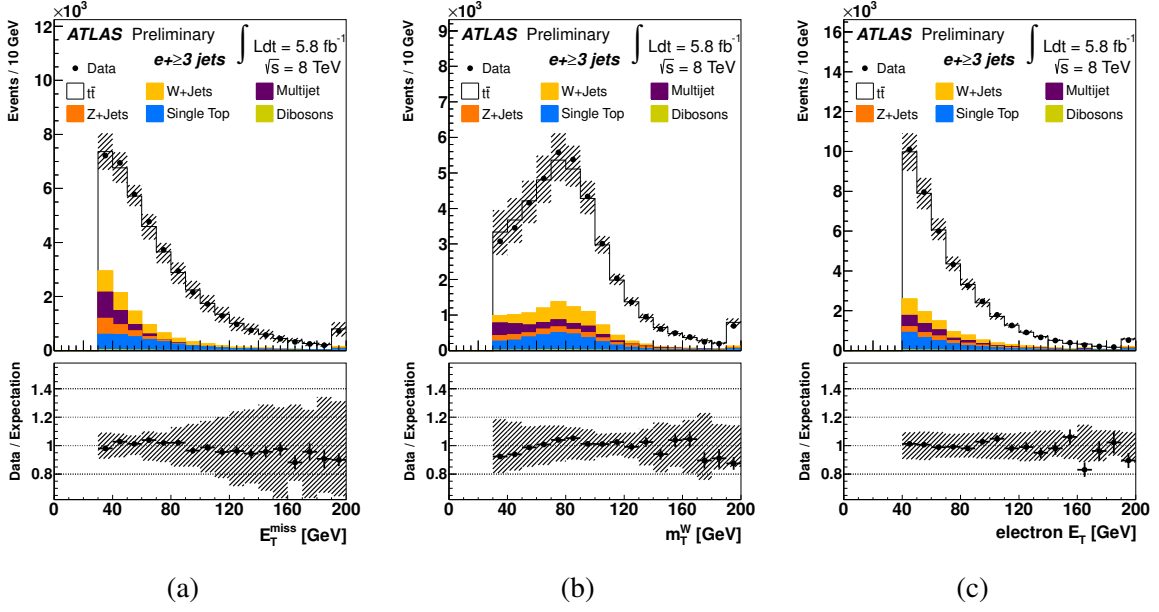 ×10³
ATLAS Preliminary ∫ Ldt = 5.8 fb⁻¹
e+≥3 jets √s = 8 TeV
Data
tt̄ W+Jets Multijet
Z+Jets Single Top Dibosons
Events / 10 GeV
12
10
8
6
4
2
0
Data / Expectation
1.4
1.2
1.0
0.8
0 40 80 120 160 200
E_T^miss [GeV]
(a)
×10³
ATLAS Preliminary ∫ Ldt = 5.8 fb⁻¹
e+≥3 jets √s = 8 TeV
Data
tt̄ W+Jets Multijet
Z+Jets Single Top Dibosons
Events / 10 GeV
9
8
7
6
5
4
3
2
1
0
Data / Expectation
1.4
1.2
1.0
0.8
0 40 80 120 160 200
m_T^W [GeV]
(b)
×10³
ATLAS Preliminary ∫ Ldt = 5.8 fb⁻¹
e+≥3 jets √s = 8 TeV
Data
tt̄ W+Jets Multijet
Z+Jets Single Top Dibosons
Events / 10 GeV
16
14
12
10
8
6
4
2
0
Data / Expectation
1.4
1.2
1.0
0.8
0 40 80 120 160 200
electron E_T [GeV]
(c)